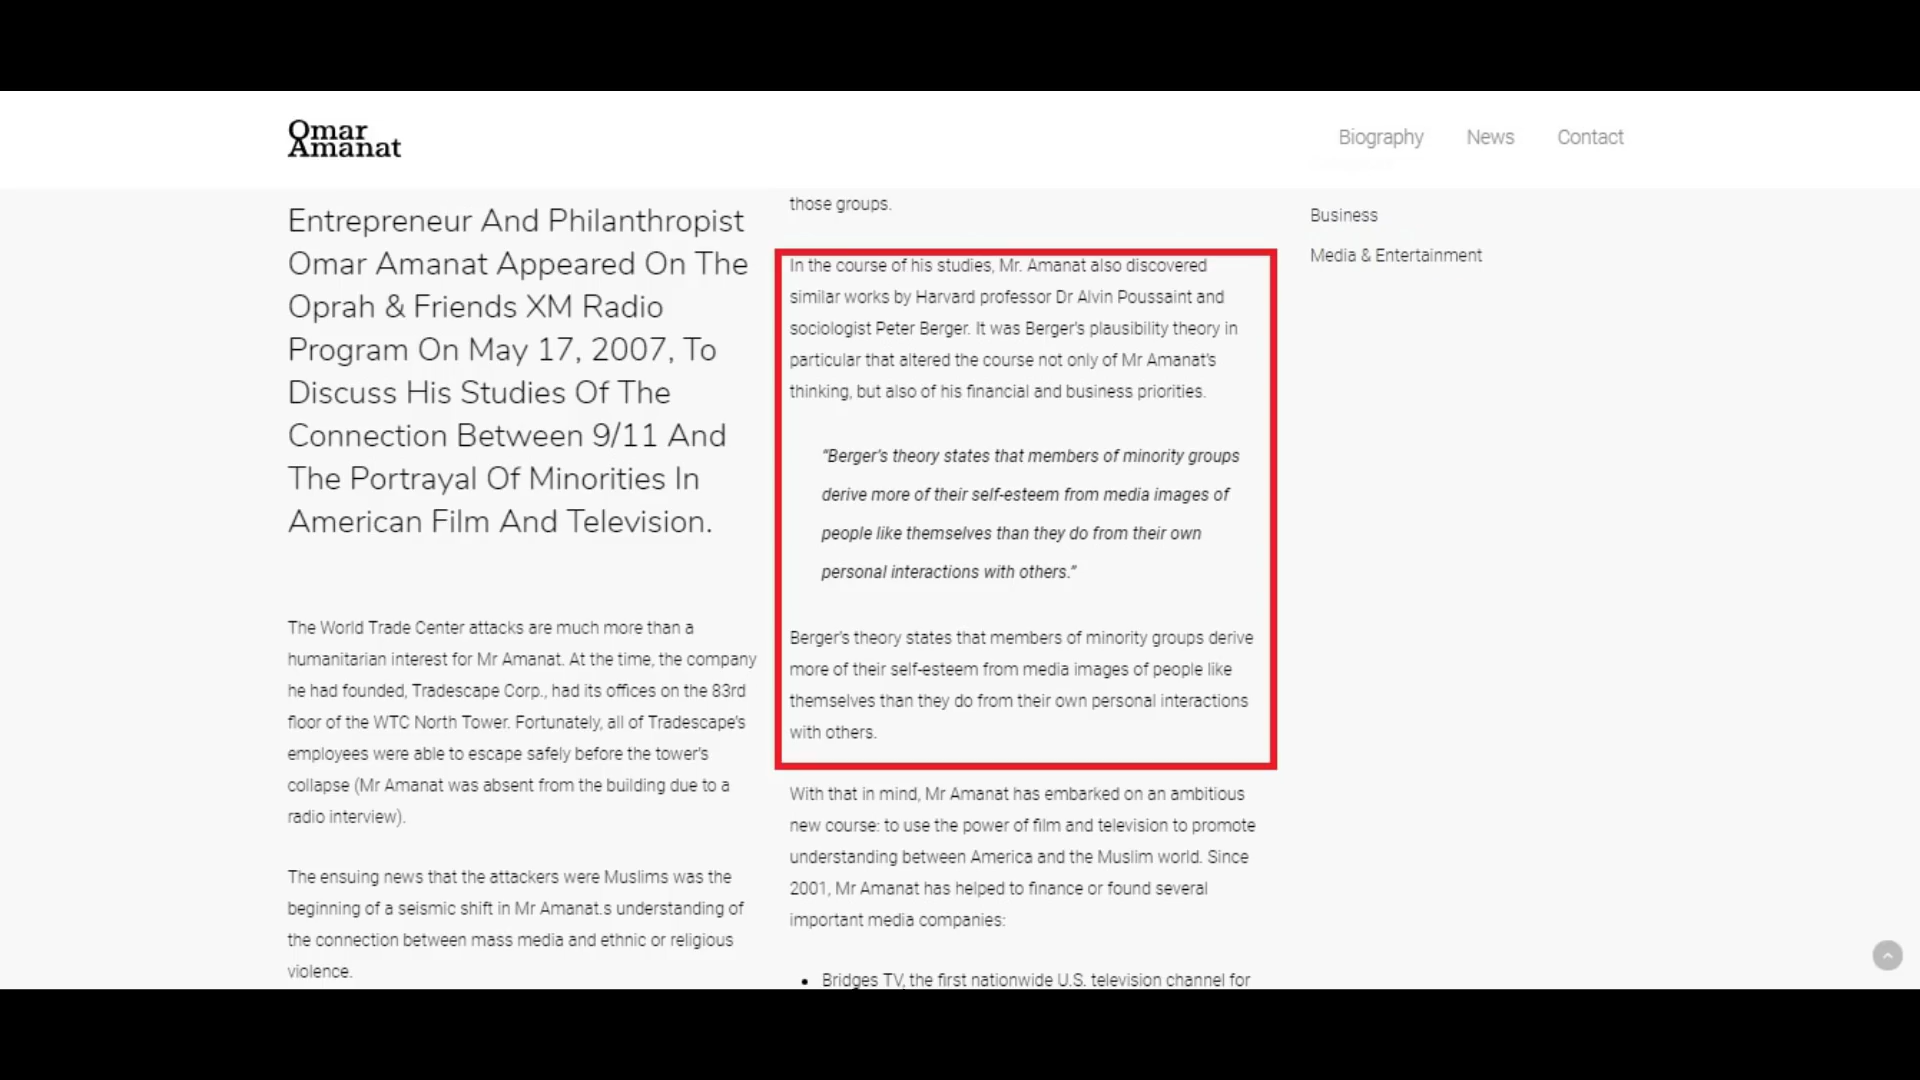 Omar
Amanat
Biography
News
Contact
Entrepreneur And Philanthropist
Omar Amanat Appeared On The
Oprah & Friends XM Radio
Program On May 17, 2007, To
Discuss His Studies Of The
Connection Between 9/11 And
The Portrayal Of Minorities In
American Film And Television.
The World Trade Center attacks are much more than a
humanitarian interest for Mr Amanat. At the time, the company
he had founded, Tradescape Corp., had its offices on the 83rd
floor of the WTC North Tower. Fortunately, all of Tradescape's
employees were able to escape safely before the tower's
collapse (Mr Amanat was absent from the building due to a
radio interview).
The ensuing news that the attackers were Muslims was the
beginning of a seismic shift in Mr Amanat.s understanding of
the connection between mass media and ethnic or religious
violence.
those groups.
In the course of his studies, Mr. Amanat also discovered
similar works by Harvard professor Dr Alvin Poussaint and
sociologist Peter Berger. It was Berger's plausibility theory in
particular that altered the course not only of Mr Amanat's
thinking, but also of his financial and business priorities.
"Berger's theory states that members of minority groups
derive more of their self-esteem from media images of
people like themselves than they do from their own
personal interactions with others."
Berger's theory states that members of minority groups derive
more of their self-esteem from media images of people like
themselves than they do from their own personal interactions
with others.
With that in mind, Mr Amanat has embarked on an ambitious
new course: to use the power of film and television to promote
understanding between America and the Muslim world. Since
2001, Mr Amanat has helped to finance or found several
important media companies:
• Bridges TV, the first nationwide U.S. television channel for
Business
Media & Entertainment